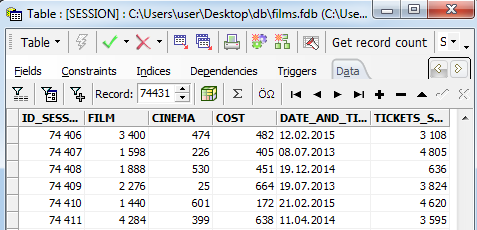 Table : [SESSION] : C:\Users\user\Desktop\db\films.fdb (C:\Use...
Table Get record count S
Fields Constraints Indices Dependencies Triggers Data
Record: 74431 Σ ÖΩ
ID_SESS... FILM CINEMA COST DATE_AND_TI... TICKETS_S...
74 406 3 400 474 482 12.02.2015 3 108
74 407 1 598 226 405 08.07.2013 4 805
74 408 1 888 530 451 19.12.2014 636
74 409 2 276 25 664 19.07.2013 3 824
74 410 1 440 601 172 21.02.2015 4 620
74 411 4 284 399 638 11.04.2014 3 595